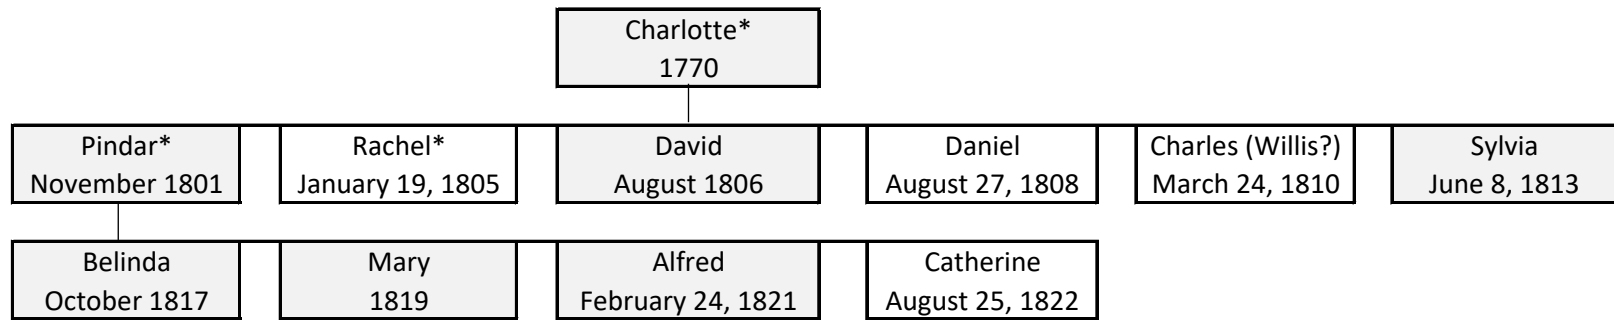 Charlotte*
1770
Pindar*
November 1801
Rachel*
January 19, 1805
David
August 1806
Daniel
August 27, 1808
Charles (Willis?)
March 24, 1810
Sylvia
June 8, 1813
Belinda
October 1817
Mary
1819
Alfred
February 24, 1821
Catherine
August 25, 1822